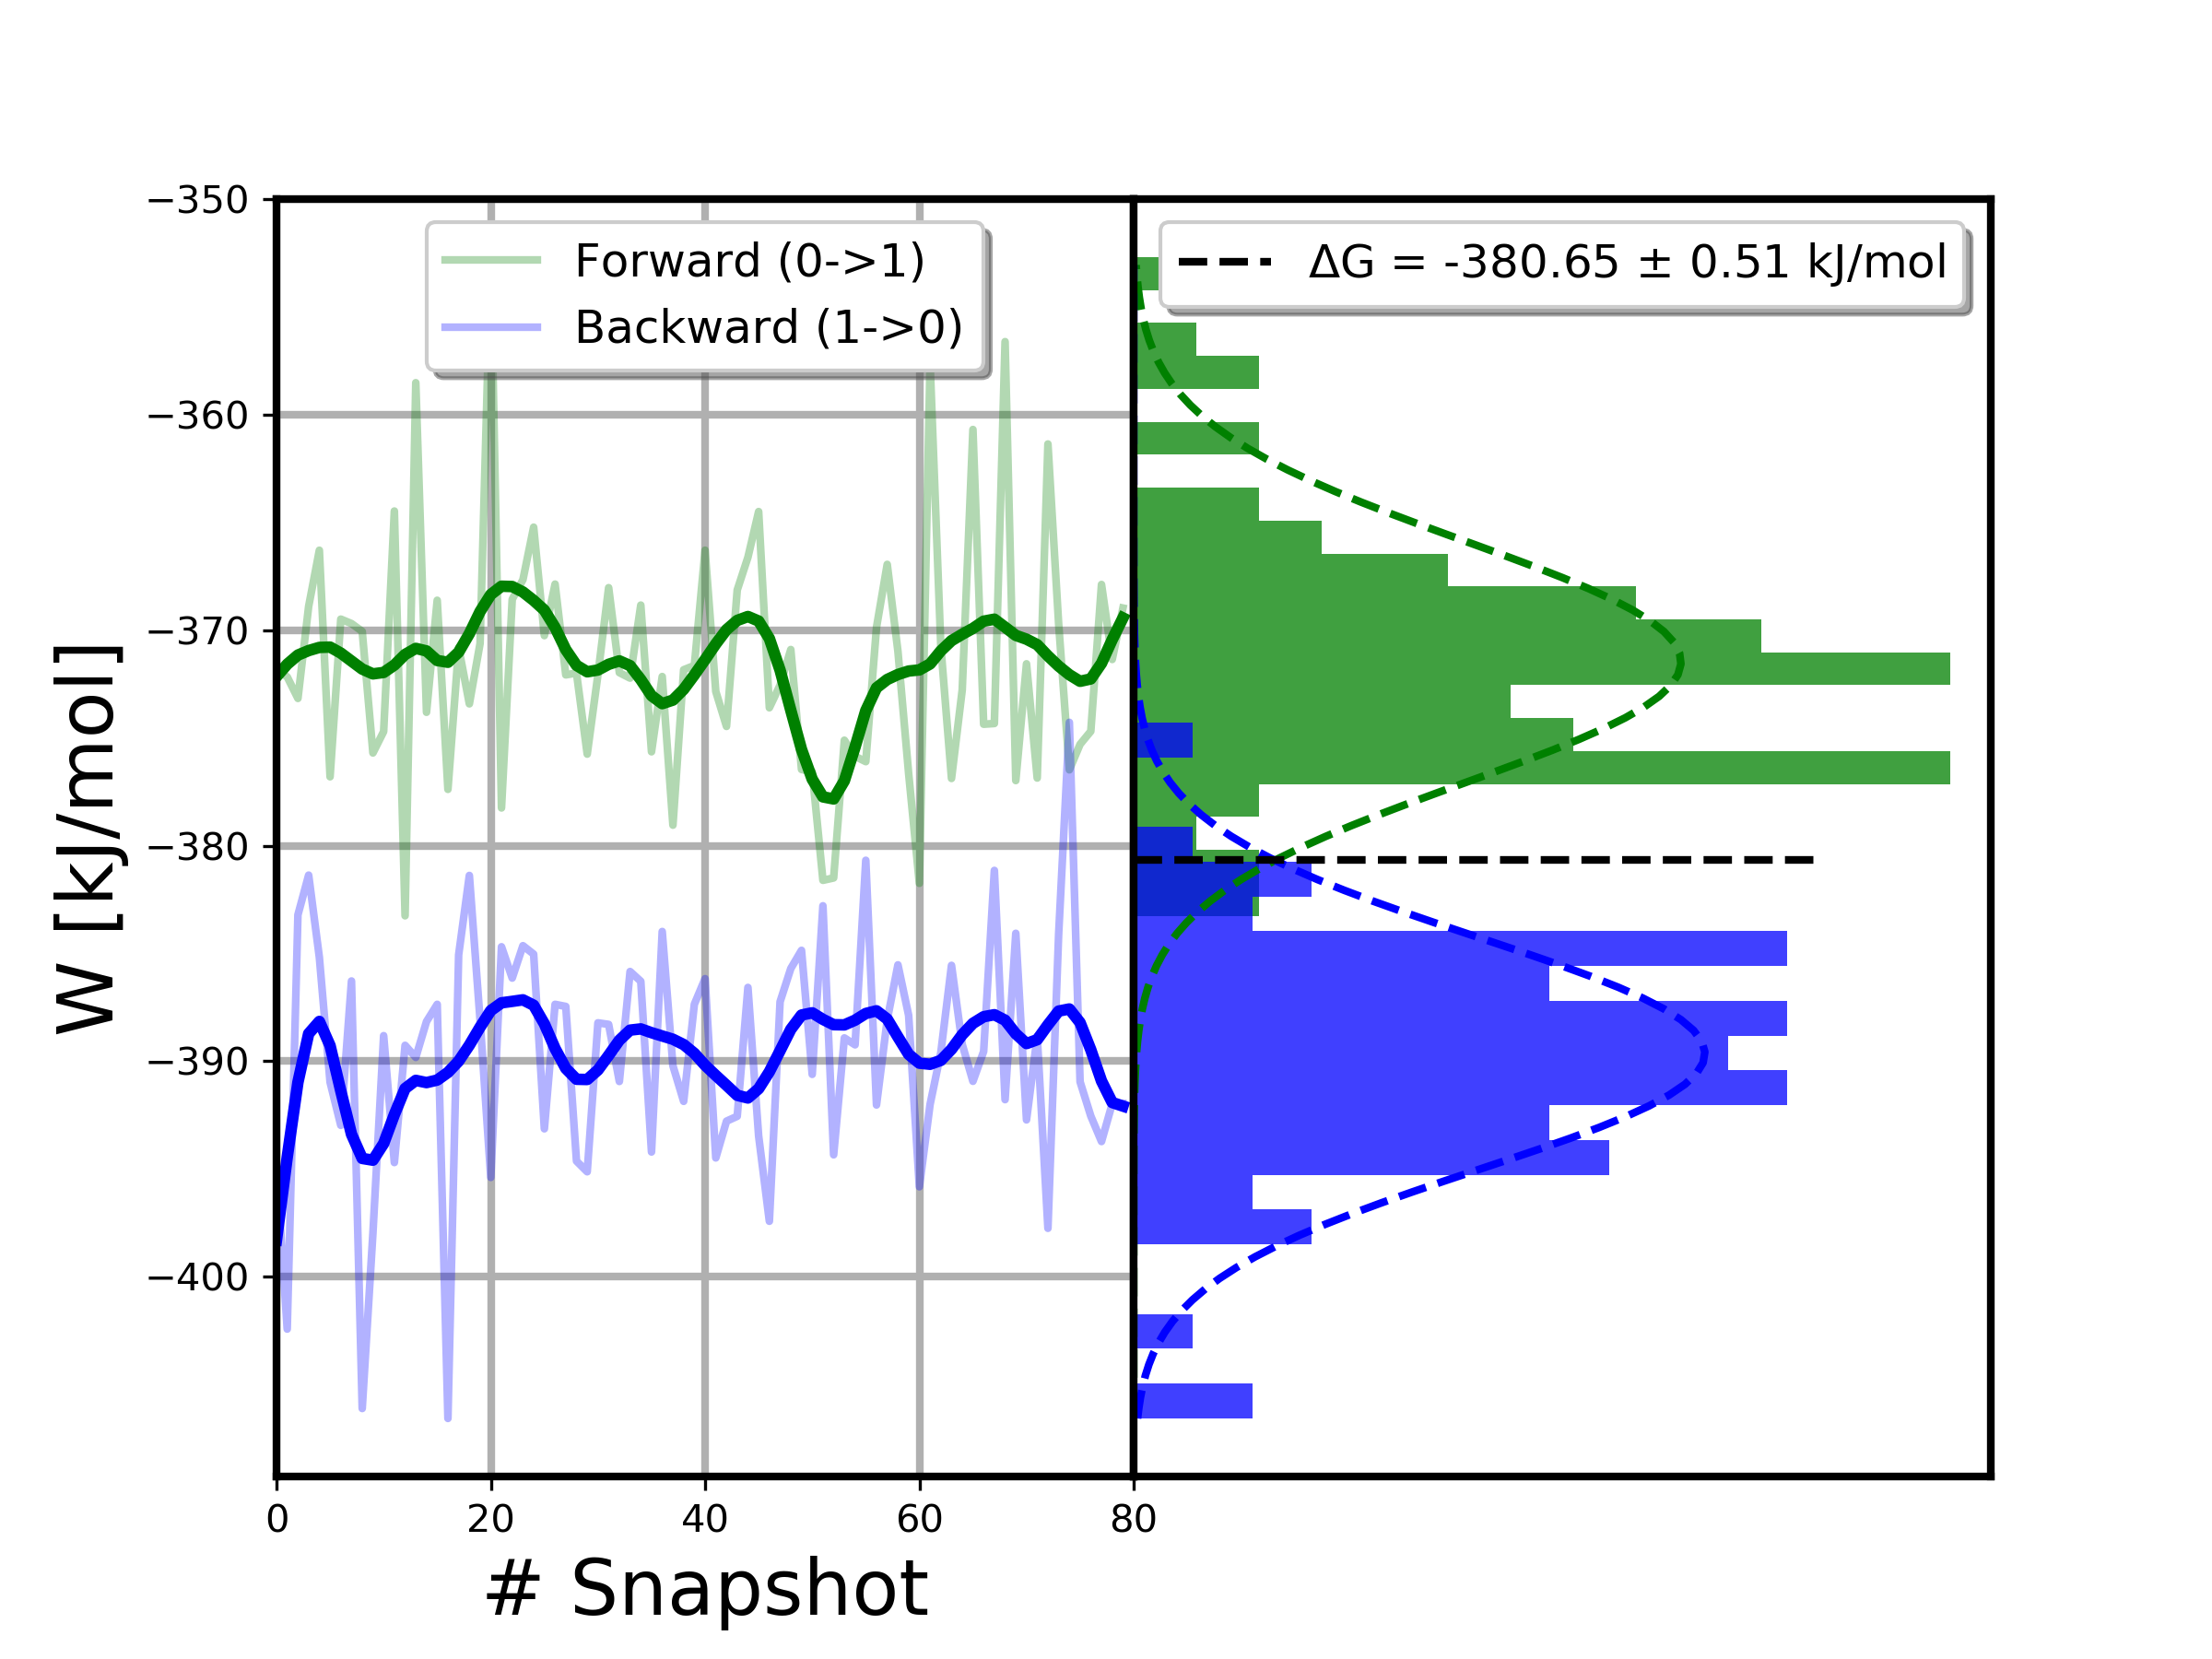 Forward (0->1)
Backward (1->0)
ΔG = -380.65 ± 0.51 kJ/mol
W [kJ/mol]
−350
−360
−370
−380
−390
−400
0 20 40 60 80
# Snapshot